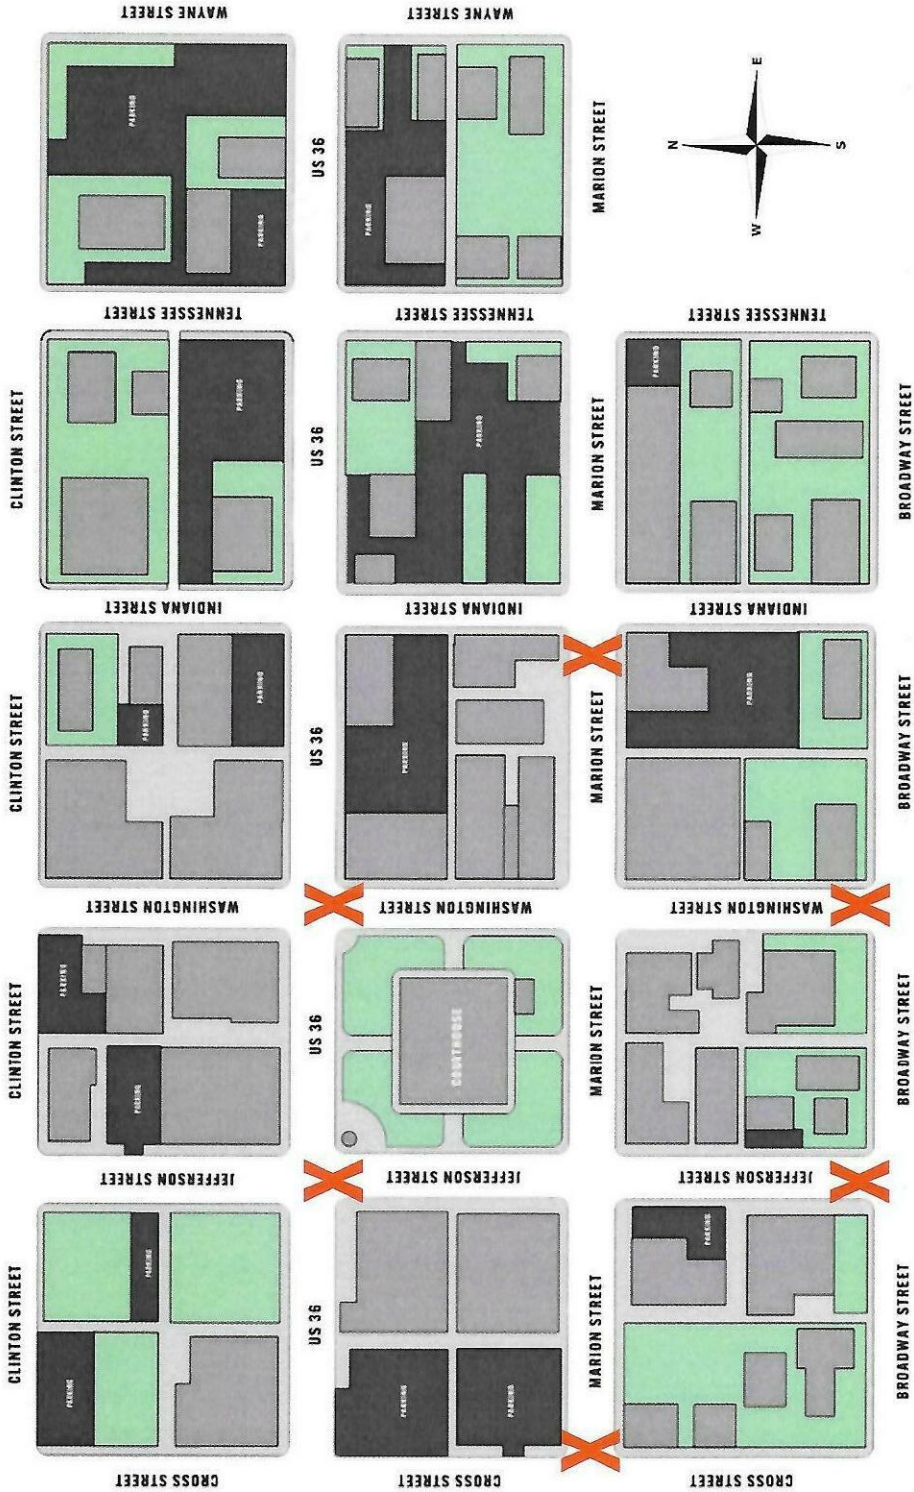 CLINTON STREET
CLINTON STREET
CLINTON STREET
CLINTON STREET
CROSS STREET
PARKING
PARKING
JEFFERSON STREET
PARKING
PARKING
WASHINGTON STREET
PARKING
PARKING
INDIANA STREET
PARKING
TENNESSEE STREET
PARKING
PARKING
WAYNE STREET
US 36
US 36
US 36
US 36
US 36
CROSS STREET
PARKING
PARKING
JEFFERSON STREET
COURTHOUSE
WASHINGTON STREET
PARKING
INDIANA STREET
PARKING
TENNESSEE STREET
PARKING
WAYNE STREET
MARION STREET
MARION STREET
MARION STREET
MARION STREET
MARION STREET
CROSS STREET
PARKING
JEFFERSON STREET
WASHINGTON STREET
PARKING
INDIANA STREET
PARKING
TENNESSEE STREET
N
W
E
S
BROADWAY STREET
BROADWAY STREET
BROADWAY STREET
BROADWAY STREET